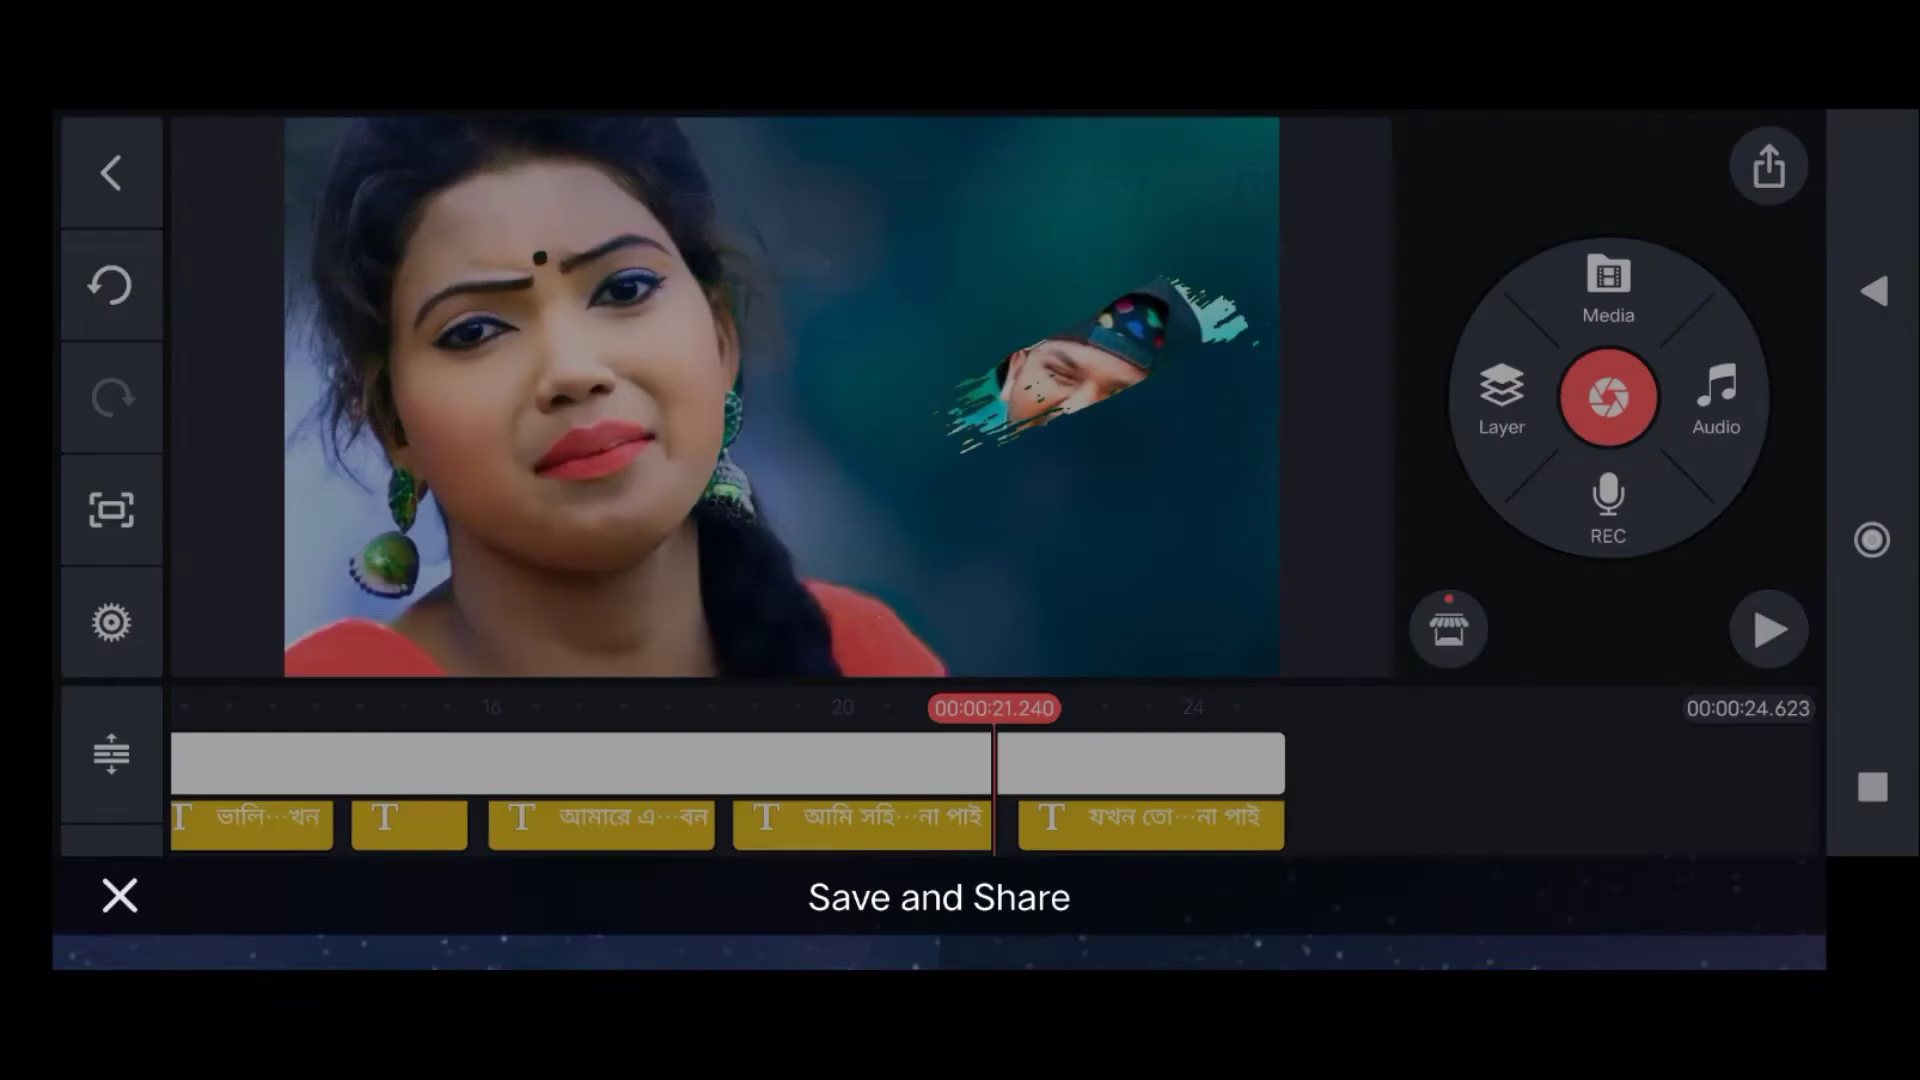 Media
Layer
Audio
REC
16
20
00:00:21.240
24
00:00:24.623
T ভালি...খন
T
T আমারে এ...বন
T আমি সহি...না পাই
T যখন তো...না পাই
Save and Share